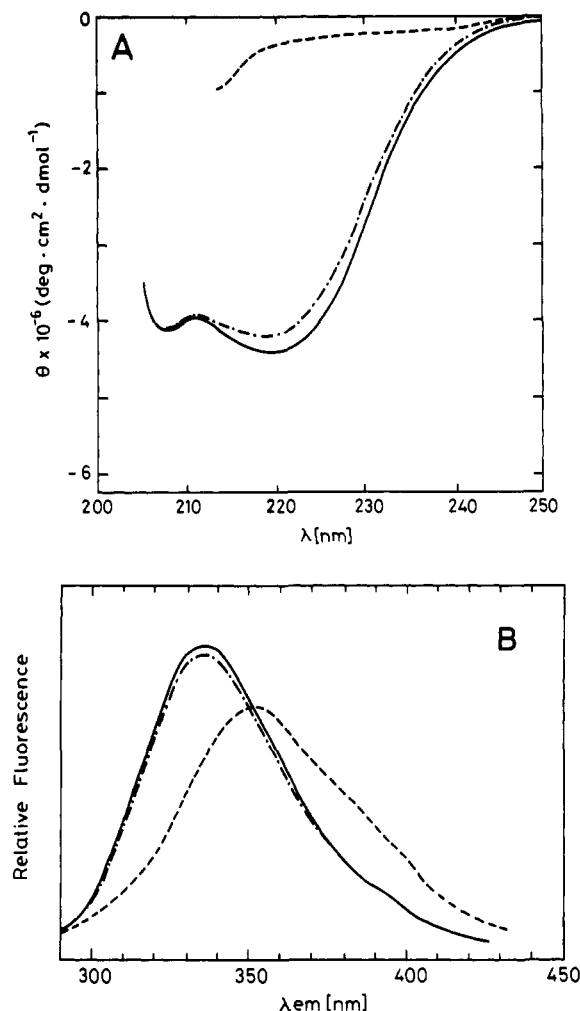 A
0
-2
-4
-6
θ x 10⁻⁶ (deg · cm² · dmol⁻¹)
200 210 220 230 240 250
λ [nm]
B
Relative Fluorescence
300 350 400 450
λem [nm]